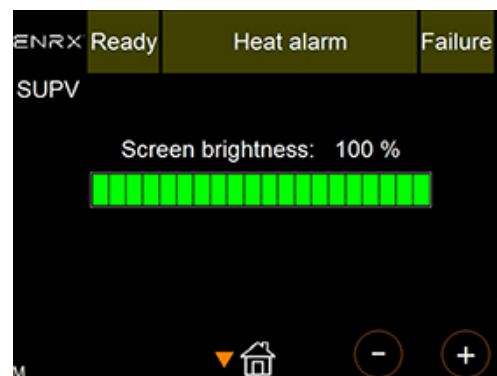 ENRX Ready Heat alarm Failure
SUPV
Screen brightness: 100 %
- +
M